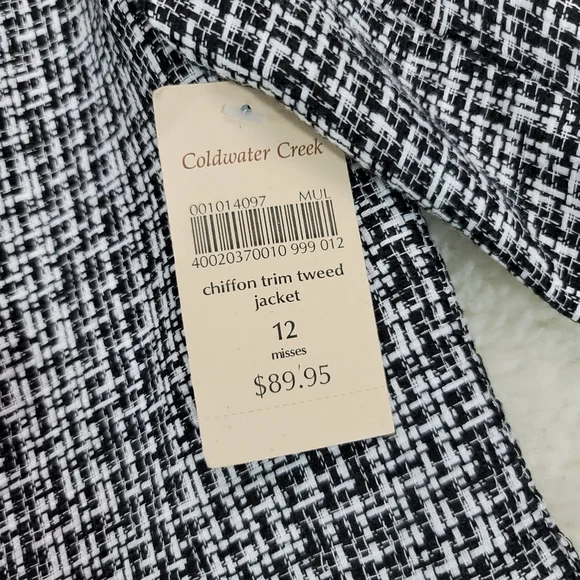 Coldwater Creek
001014097 MUL
40020370010 999 012
chiffon trim tweed
jacket
12
misses
$89.95